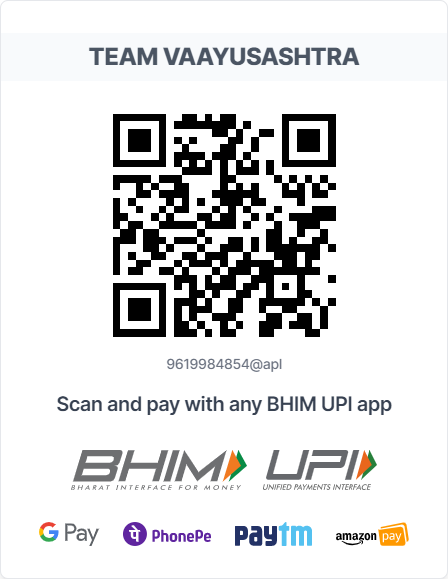 TEAM VAAYUSASHTRA
9619984854@apl
Scan and pay with any BHIM UPI app
BHIM UPI
BHARAT INTERFACE FOR MONEY UNIFIED PAYMENTS INTERFACE
G Pay PhonePe paytm amazon pay